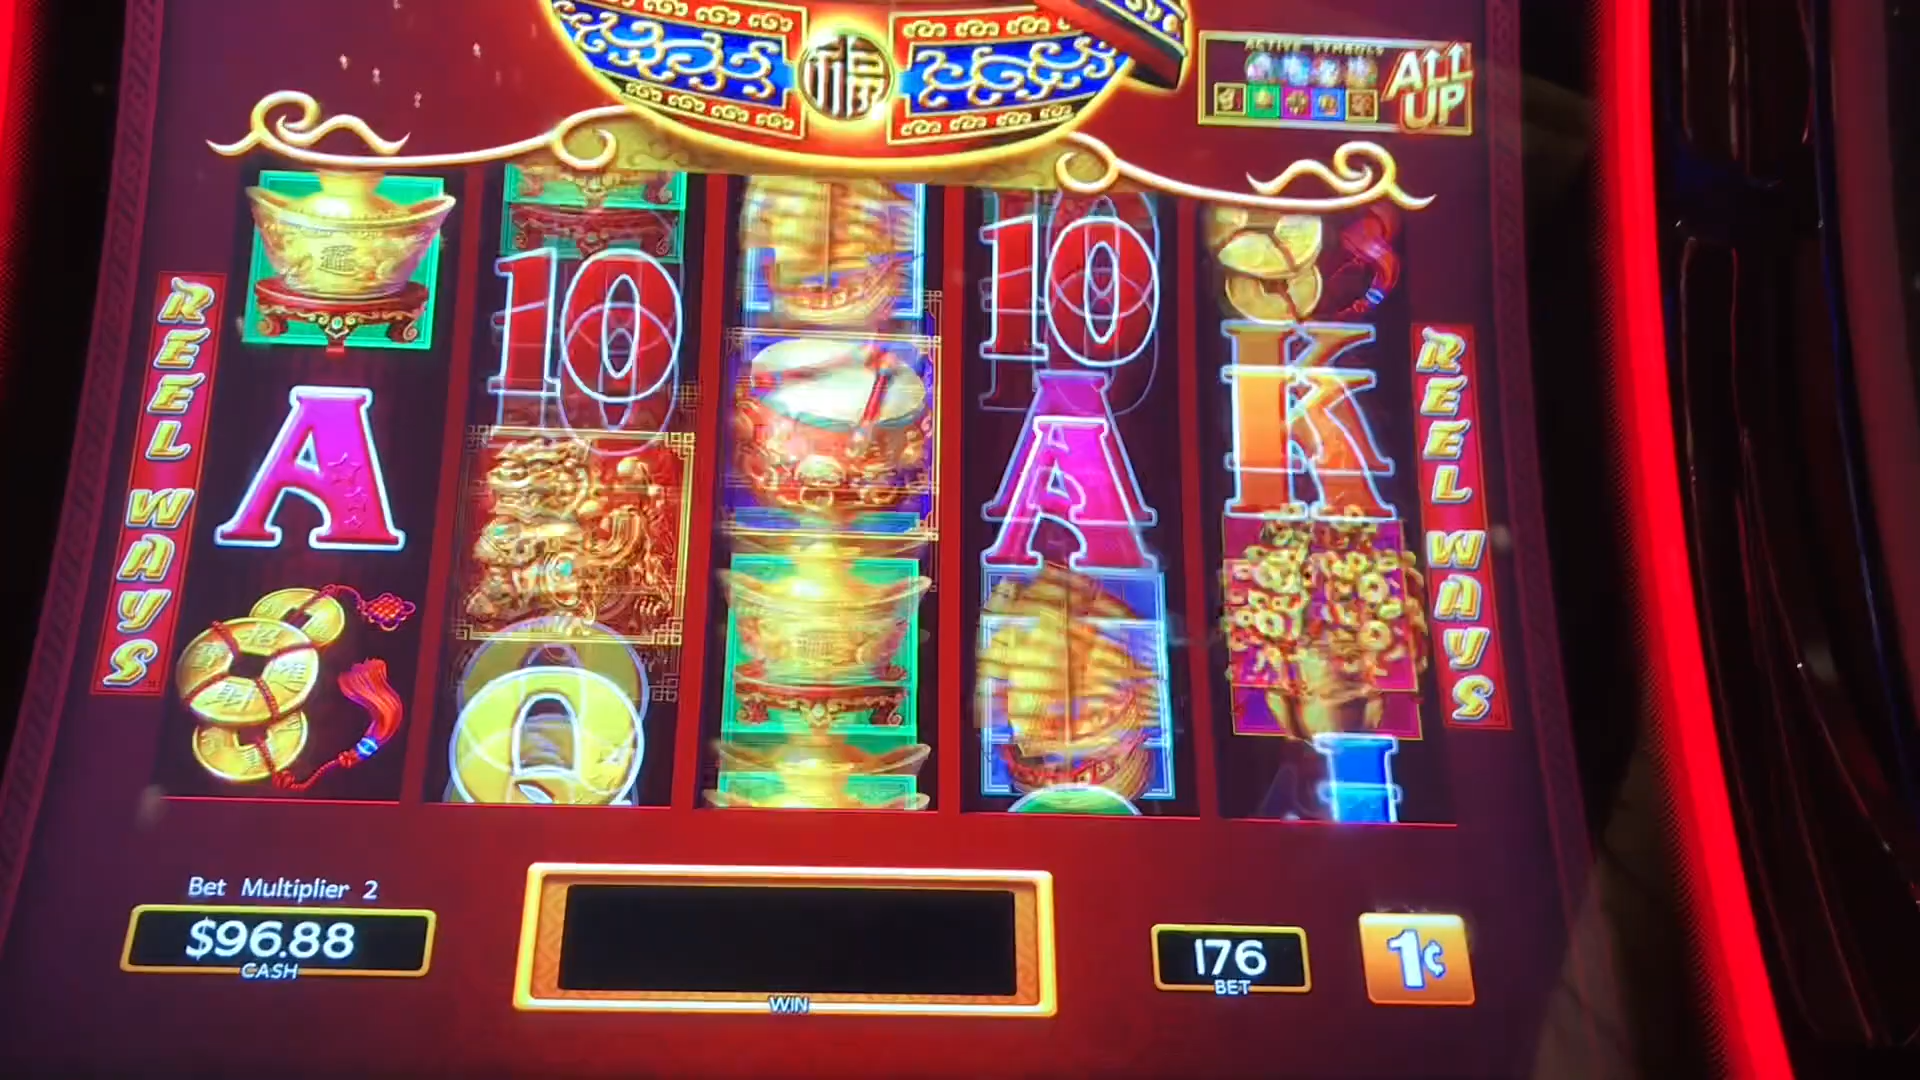 福
ACTIVE SYMBOLS
ALL UP
REEL WAYS
10
10
A
K
K
A
Q
REEL WAYS
Bet Multiplier 2
$96.88
CASH
WIN
176
BET
1¢